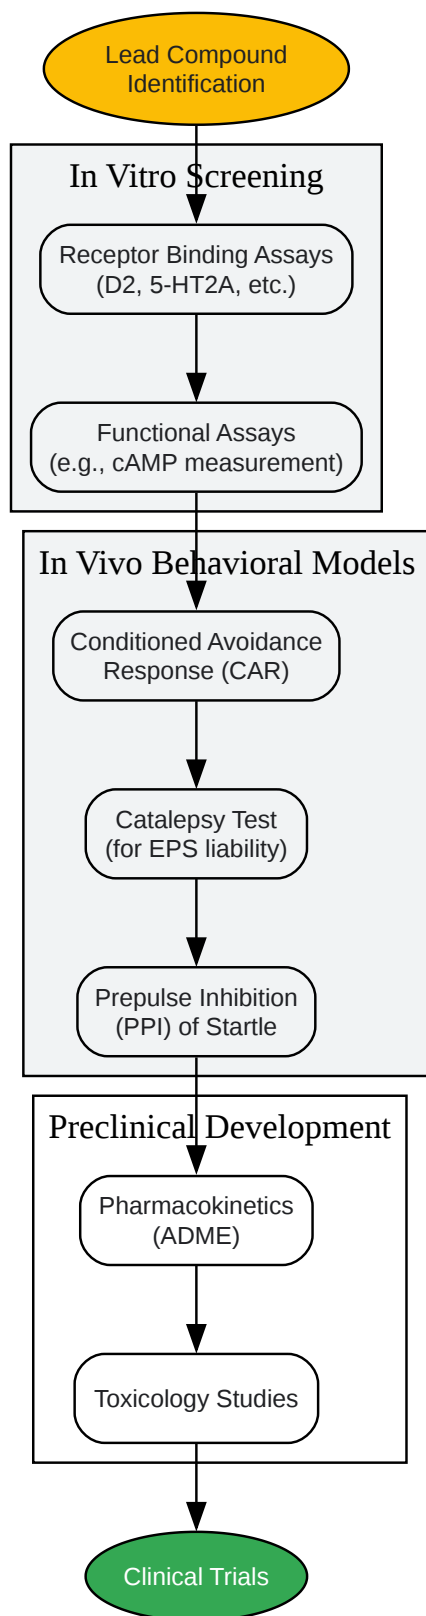 Lead Compound
Identification
In Vitro Screening
Receptor Binding Assays
(D2, 5-HT2A, etc.)
Functional Assays
(e.g., cAMP measurement)
In Vivo Behavioral Models
Conditioned Avoidance
Response (CAR)
Catalepsy Test
(for EPS liability)
Prepulse Inhibition
(PPI) of Startle
Preclinical Development
Pharmacokinetics
(ADME)
Toxicology Studies
Clinical Trials